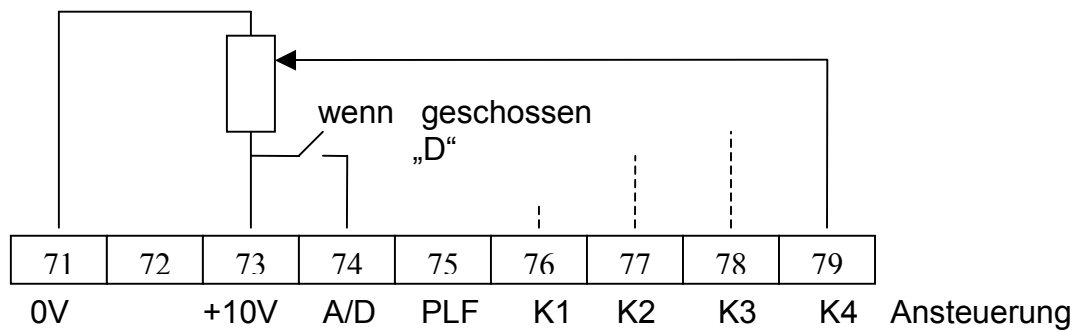 wenn geschossen
„D“
71 72 73 74 75 76 77 78 79
0V +10V A/D PLF K1 K2 K3 K4 Ansteuerung